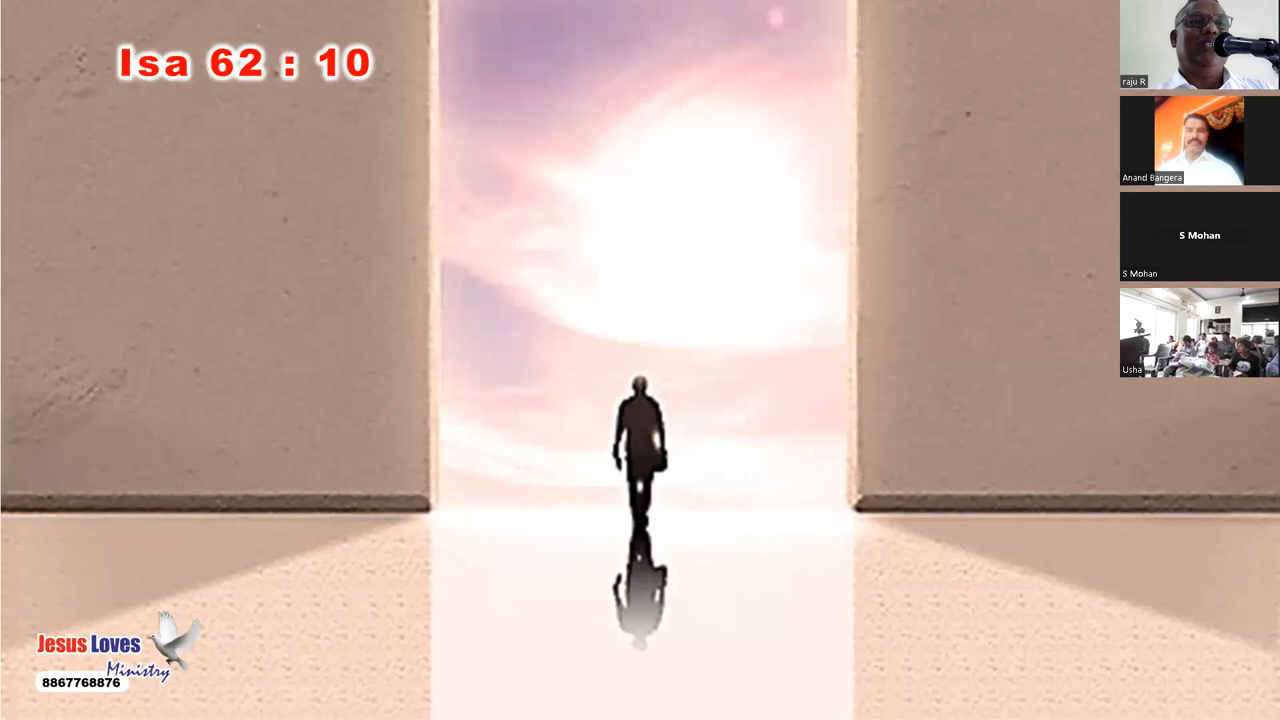 Isa 62 : 10
raju R
Anand Bangera
S Mohan
S Mohan
Usha
Jesus Loves
Ministry
8867768876